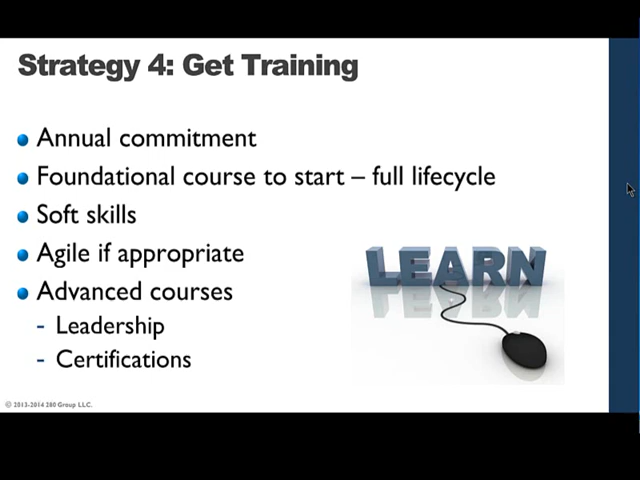 Strategy 4: Get Training
Annual commitment
Foundational course to start – full lifecycle
Soft skills
Agile if appropriate
Advanced courses
- Leadership
- Certifications
LEARN
© 2013-2014 280 Group LLC.